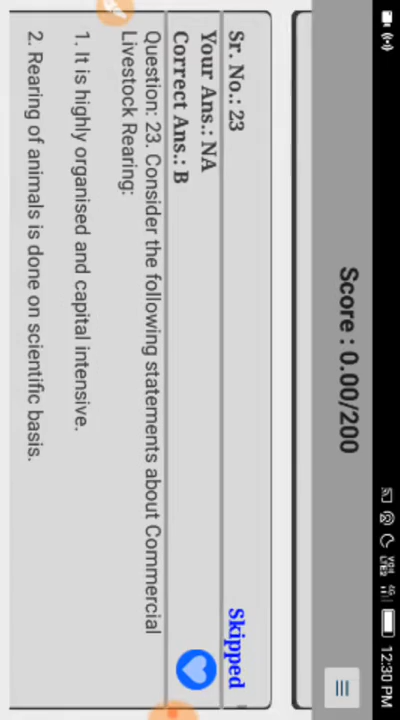 12:30 PM
Score : 0.00/200
Sr. No.: 23 Skipped
Your Ans.: NA
Correct Ans.: B
Question: 23. Consider the following statements about Commercial
Livestock Rearing:
1. It is highly organised and capital intensive.
2. Rearing of animals is done on scientific basis.